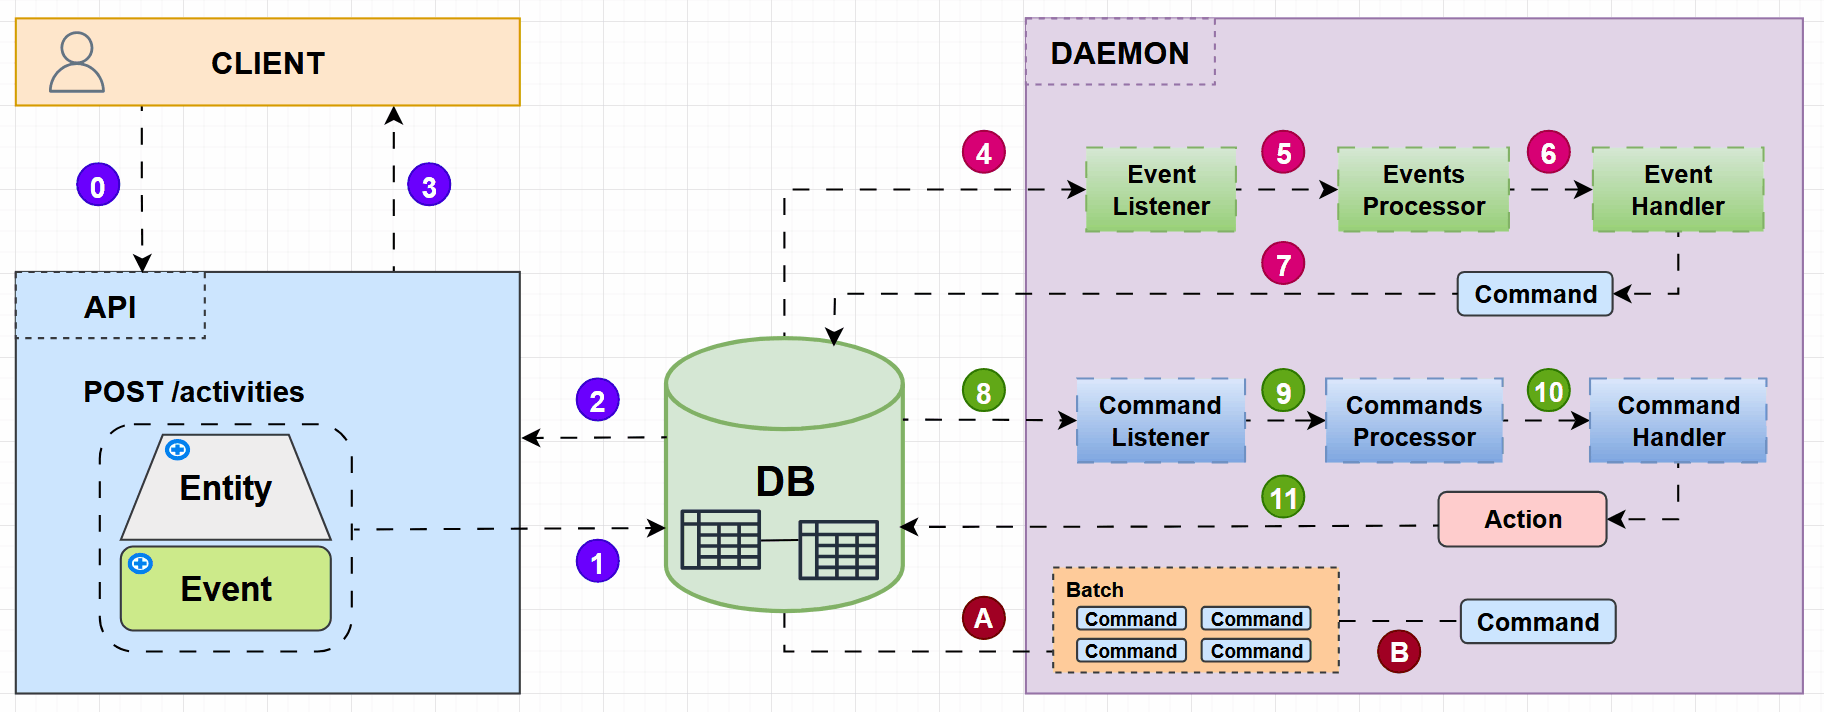 CLIENT
0
3
API
POST /activities
Entity
Event
2
1
DB
DAEMON
4
Event
Listener
5
Events
Processor
6
Event
Handler
7
Command
8
Command
Listener
9
Commands
Processor
10
Command
Handler
11
Action
A
Batch
Command
Command
Command
Command
B
Command